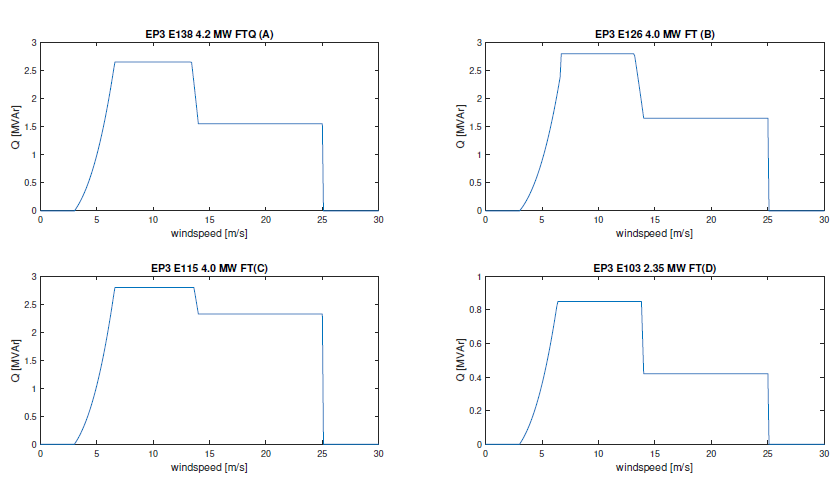 EP3 E138 4.2 MW FTQ (A)
3
2.5
2
1.5
1
0.5
0
Q [MVAr]
0 5 10 15 20 25 30
windspeed [m/s]
EP3 E126 4.0 MW FT (B)
3
2.5
2
1.5
1
0.5
0
Q [MVAr]
0 5 10 15 20 25 30
windspeed [m/s]
EP3 E115 4.0 MW FT(C)
3
2.5
2
1.5
1
0.5
0
Q [MVAr]
0 5 10 15 20 25 30
windspeed [m/s]
EP3 E103 2.35 MW FT(D)
1
0.8
0.6
0.4
0.2
0
Q [MVAr]
0 5 10 15 20 25 30
windspeed [m/s]